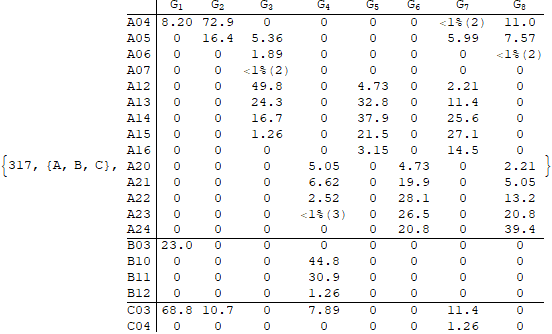 G1 G2 G3 G4 G5 G6 G7 G8
A04 8.20 72.9 0 0 0 0 <1%(2) 11.0
A05 0 16.4 5.36 0 0 0 5.99 7.57
A06 0 0 1.89 0 0 0 0 <1%(2)
A07 0 0 <1%(2) 0 0 0 0 0
A12 0 0 49.8 0 4.73 0 2.21 0
A13 0 0 24.3 0 32.8 0 11.4 0
A14 0 0 16.7 0 37.9 0 25.6 0
A15 0 0 1.26 0 21.5 0 27.1 0
A16 0 0 0 0 3.15 0 14.5 0
{317, {A, B, C}, A20 0 0 0 5.05 0 4.73 0 2.21 }
A21 0 0 0 6.62 0 19.9 0 5.05
A22 0 0 0 2.52 0 28.1 0 13.2
A23 0 0 0 <1%(3) 0 26.5 0 20.8
A24 0 0 0 0 0 20.8 0 39.4
B03 23.0 0 0 0 0 0 0 0
B10 0 0 0 44.8 0 0 0 0
B11 0 0 0 30.9 0 0 0 0
B12 0 0 0 1.26 0 0 0 0
C03 68.8 10.7 0 7.89 0 0 11.4 0
C04 0 0 0 0 0 0 1.26 0